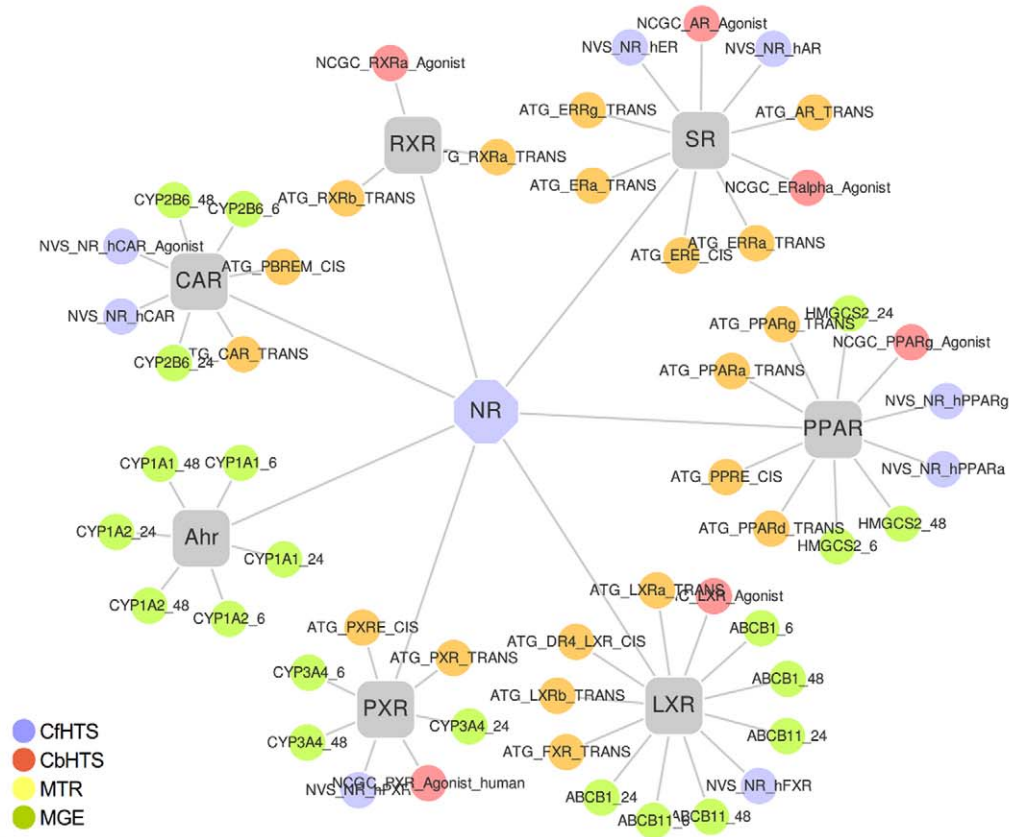 NCGC_AR_Agonist
NVS_NR_hER
NVS_NR_hAR
NCGC_RXRa_Agonist
ATG_ERRg_TRANS
ATG_AR_TRANS
RXR
SR
TG_RXRa_TRANS
ATG_ERa_TRANS
NCGC_ERalpha_Agonist
ATG_RXRb_TRANS
CYP2B6_48
CYP2B6_6
NVS_NR_hCAR_Agonist
ATG_ERRa_TRANS
ATG_ERE_CIS
ATG_PBREM_CIS
CAR
NVS_NR_hCAR
HMGCS2_24
ATG_PPARg_TRANS
NCGC_PPARg_Agonist
TG_CAR_TRANS
CYP2B6_24
ATG_PPARa_TRANS
NVS_NR_hPPARg
NR
PPAR
CYP1A1_48
CYP1A1_6
NVS_NR_hPPARa
ATG_PPRE_CIS
CYP1A2_24
ATG_PPARd_TRANS
HMGCS2_48
Ahr
HMGCS2_6
CYP1A1_24
CYP1A2_48
CYP1A2_6
ATG_LXRa_TRANS
C_LXR_Agonist
ATG_PXRE_CIS
ABCB1_6
ATG_DR4_LXR_CIS
ATG_PXR_TRANS
CYP3A4_6
ABCB1_48
ATG_LXRb_TRANS
PXR
LXR
CYP3A4_24
ABCB11_24
CYP3A4_48
ATG_FXR_TRANS
NCGC_PXR_Agonist_human
NVS_NR_hPXR
NVS_NR_hFXR
ABCB1_24
ABCB11_48
ABCB11_6
CfHTS
CbHTS
MTR
MGE